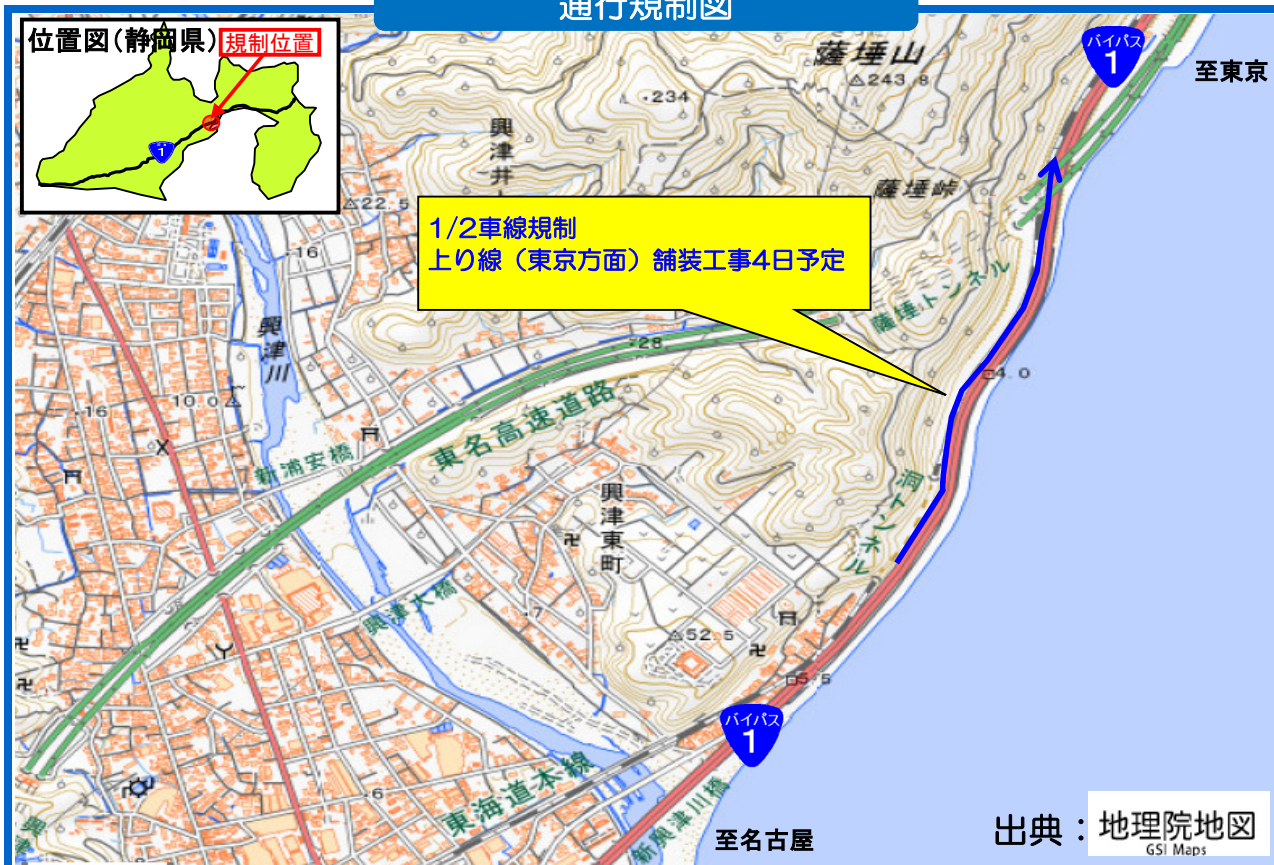 通行規制図
位置図(静岡県)
規制位置
1
バイパス
1
至東京
薩埵山
243.8
234
興津井
22.5
薩埵峠
1/2車線規制
上り線（東京方面）舗装工事4日予定
薩埵トンネル
16
興津川
28
4.0
10.0
16
東名高速道路
新浦安橋
洞トンネル
興津東町
興津大橋
7
52.5
5.5
バイパス
1
東海道本線
6
新興津川橋
至名古屋
出典：地理院地図
GSI Maps